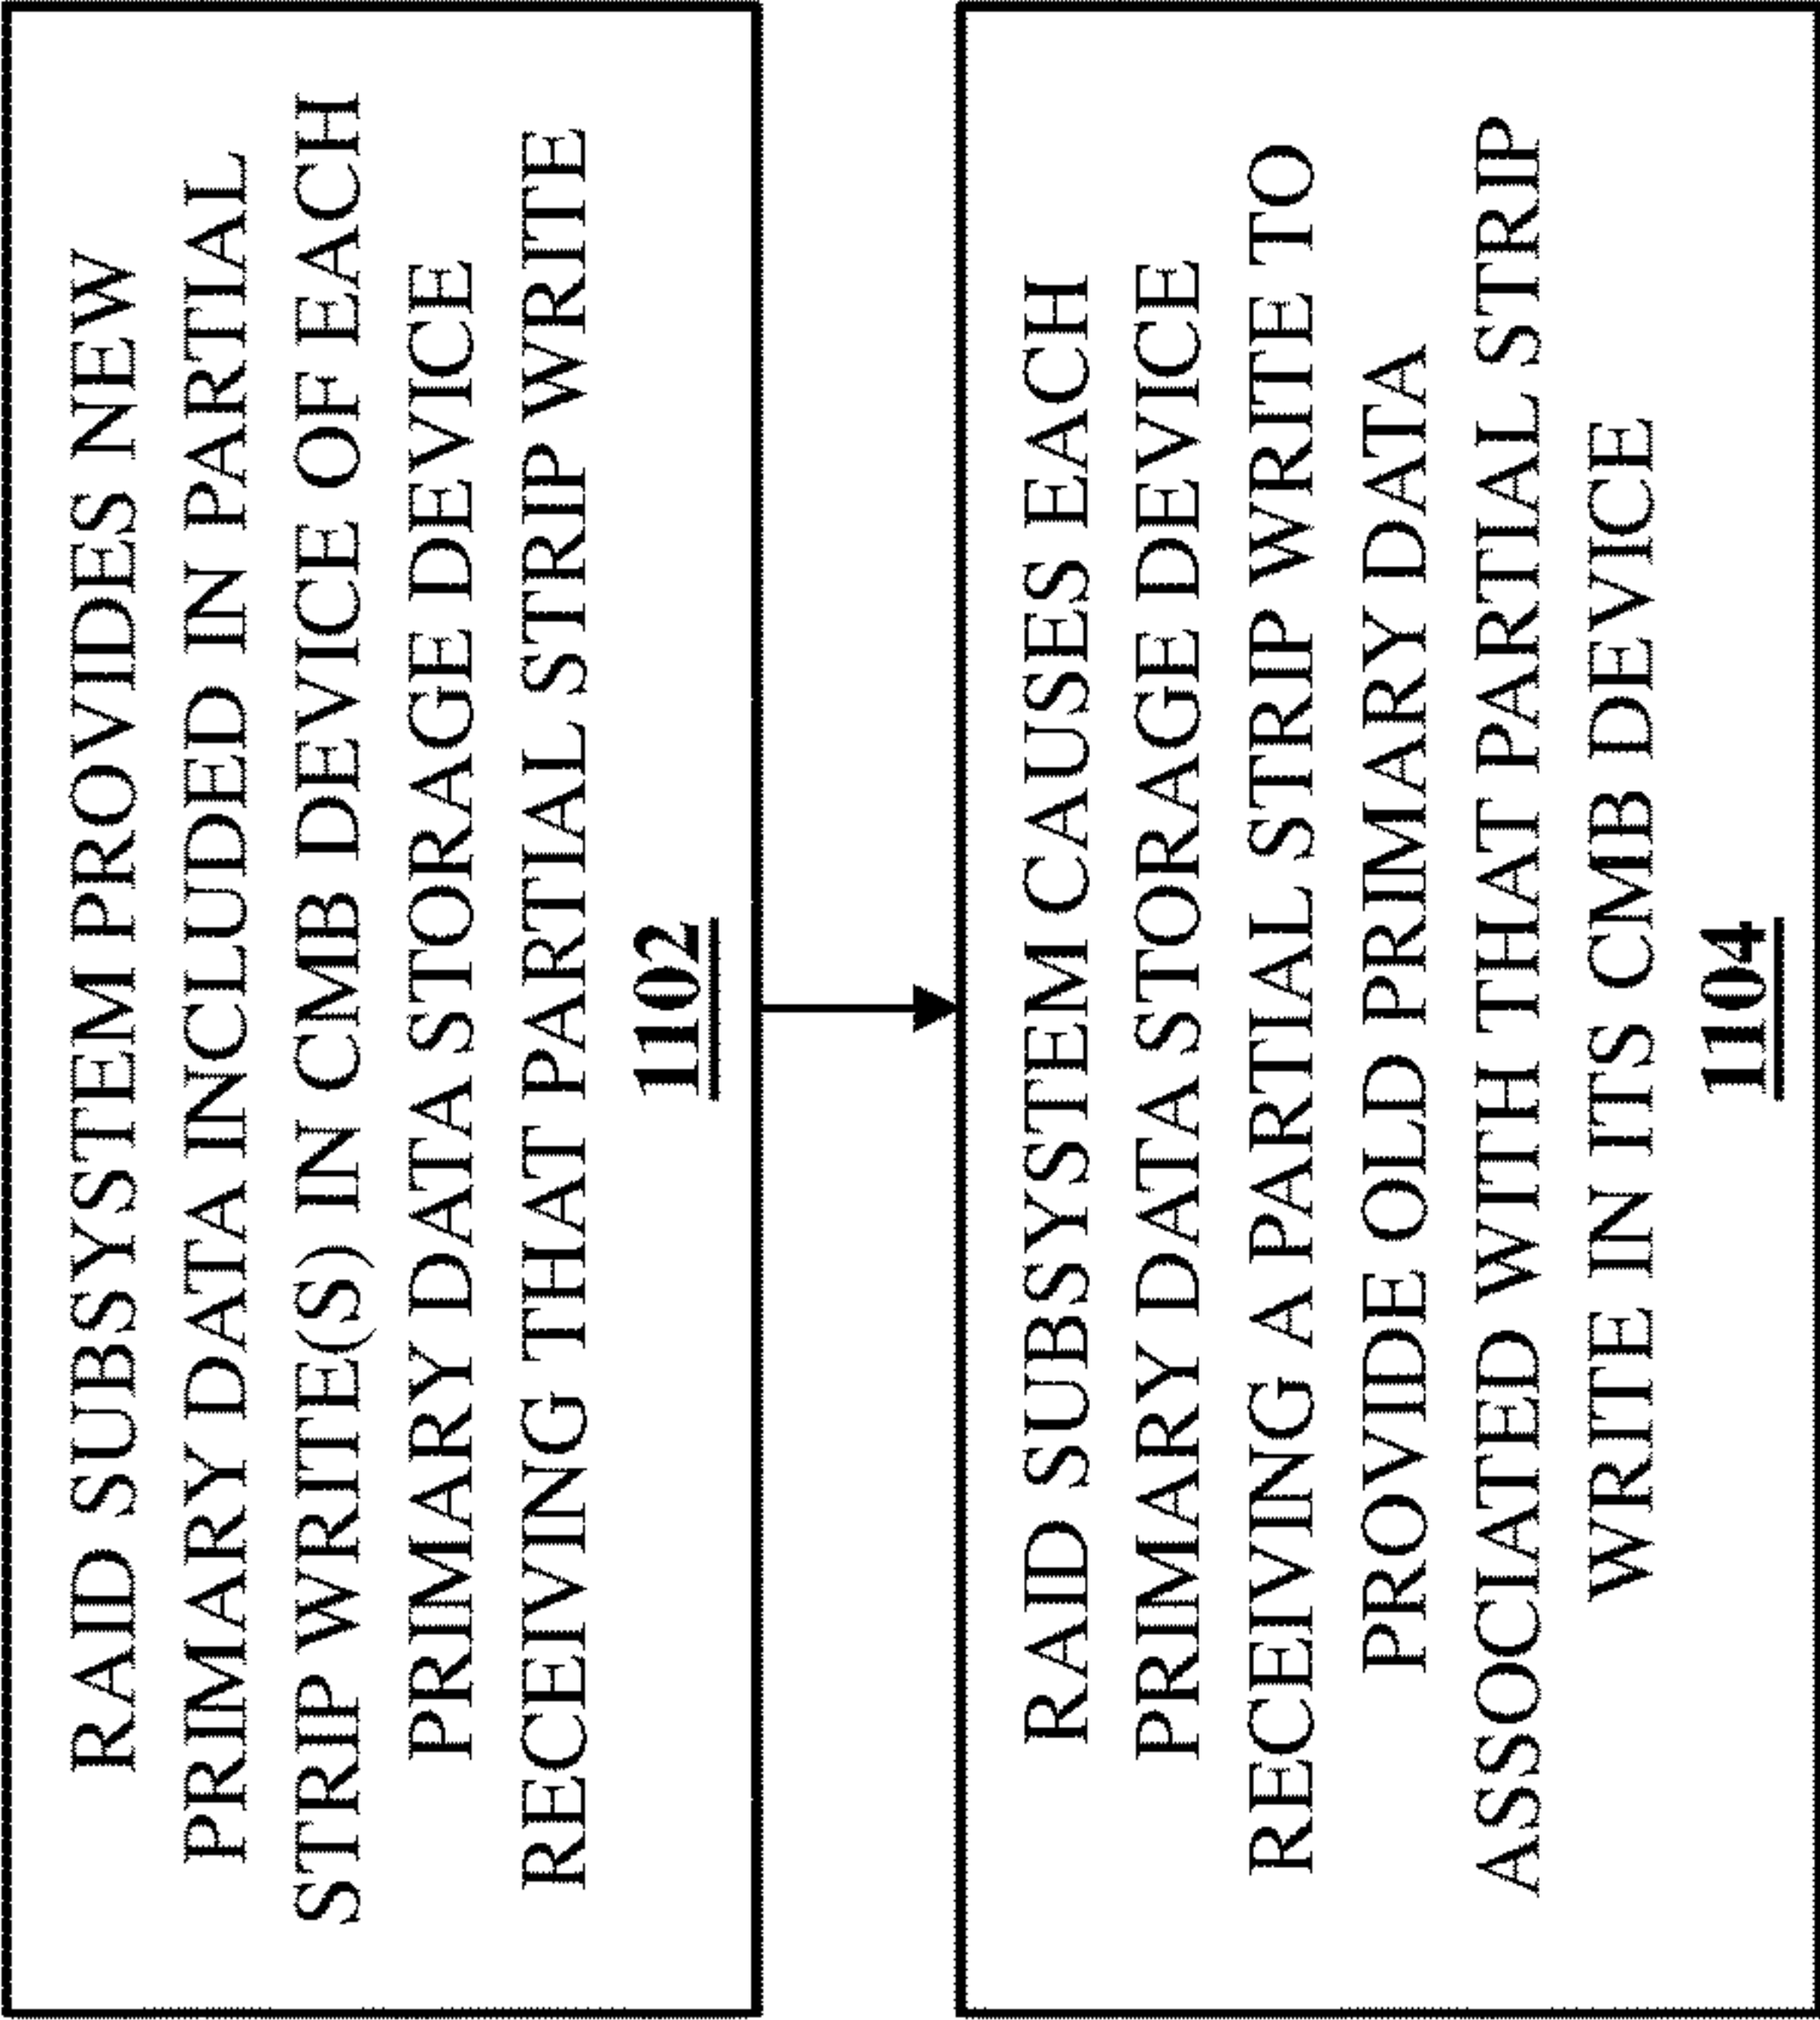 RAID SUBSYSTEM PROVIDES NEW
PRIMARY DATA INCLUDED IN PARTIAL
STRIP WRITE(S) IN CMB DEVICE OF EACH
PRIMARY DATA STORAGE DEVICE
RECEIVING THAT PARTIAL STRIP WRITE
1102
RAID SUBSYSTEM CAUSES EACH
PRIMARY DATA STORAGE DEVICE
RECEIVING A PARTIAL STRIP WRITE TO
PROVIDE OLD PRIMARY DATA
ASSOCIATED WITH THAT PARTIAL STRIP
WRITE IN ITS CMB DEVICE
1104